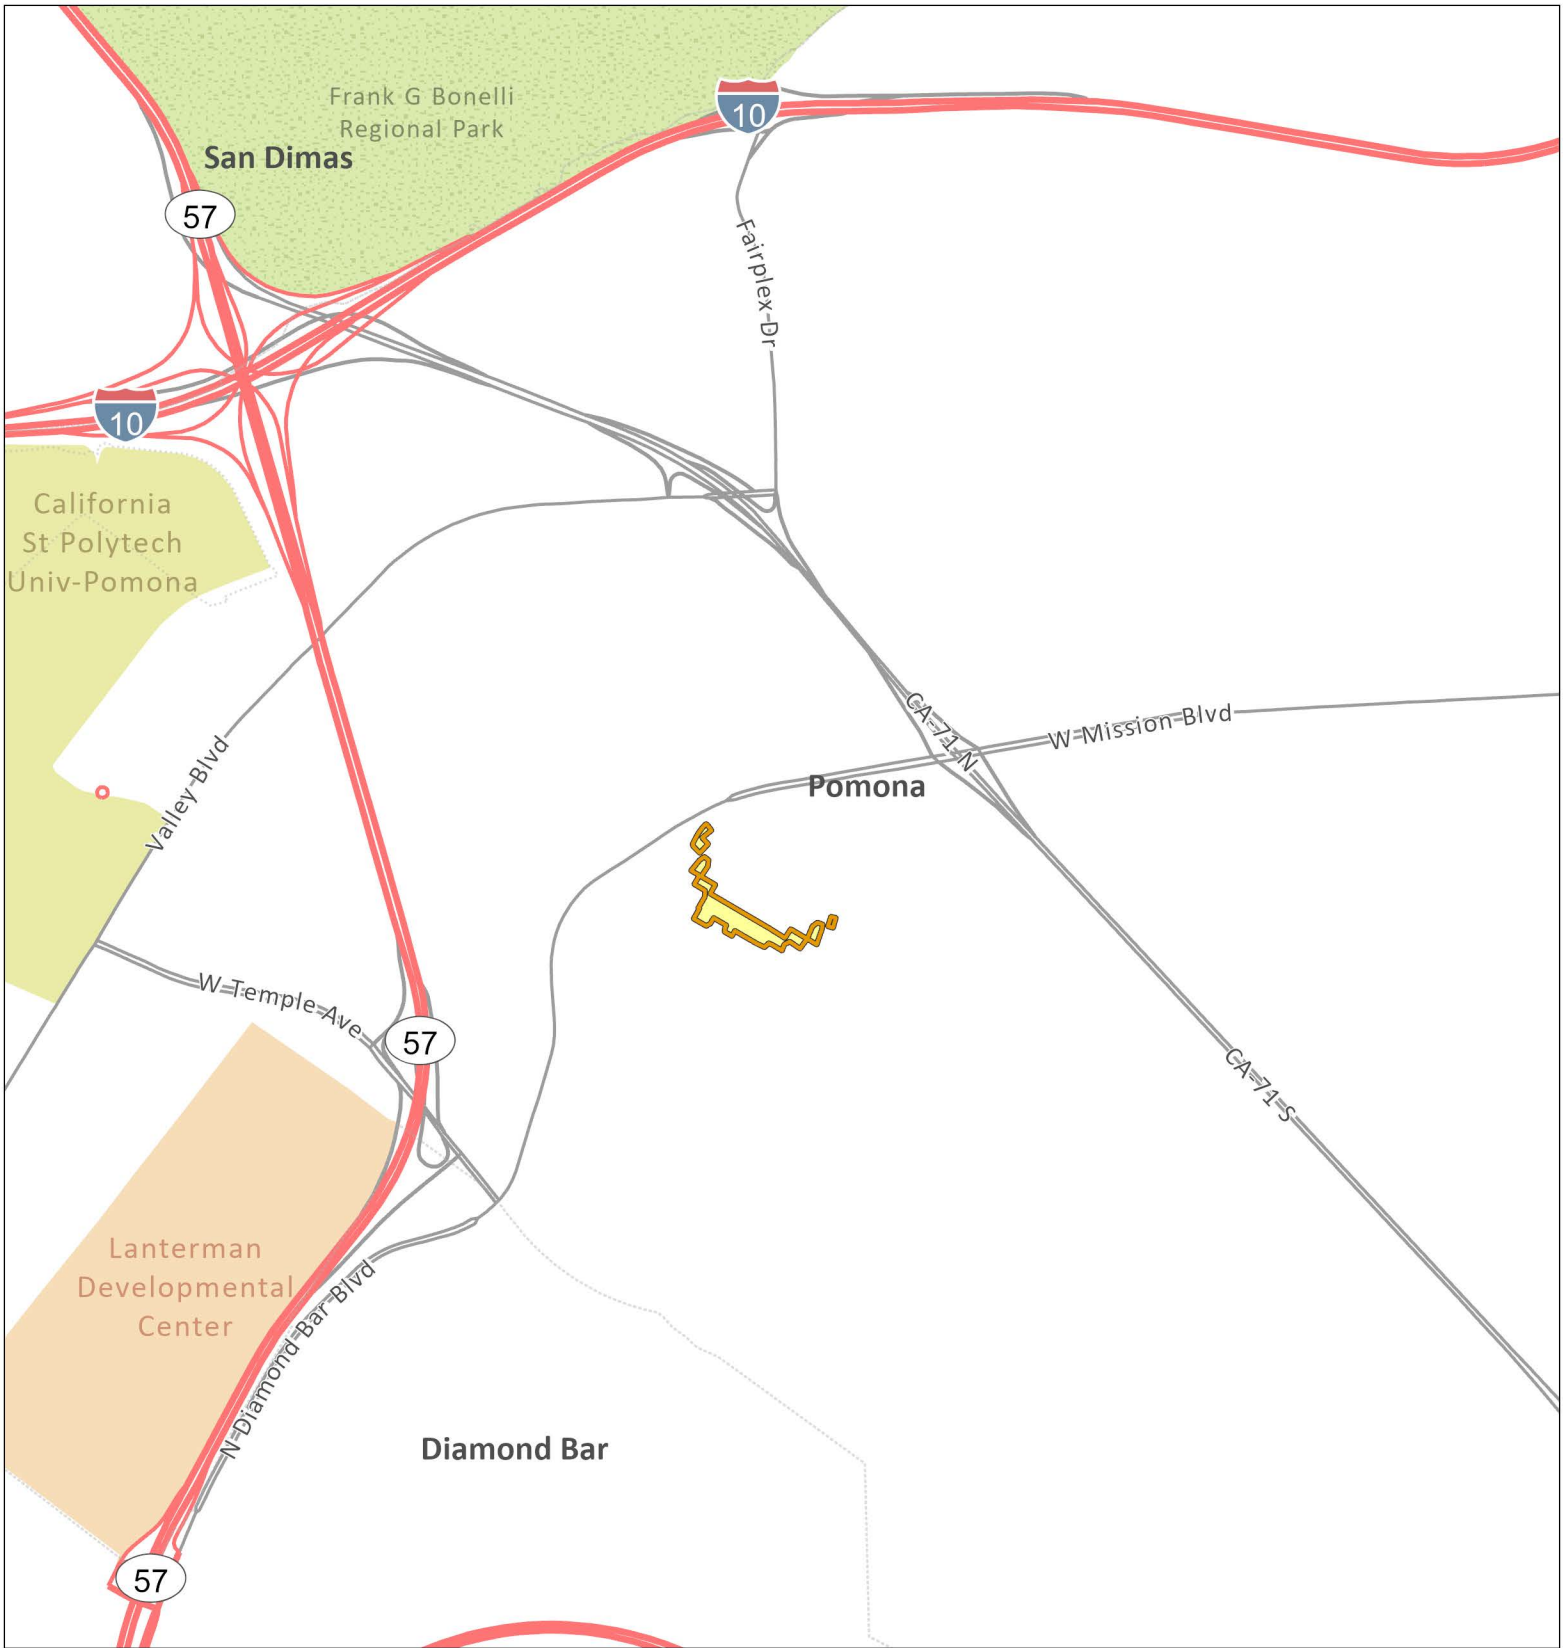 Frank G Bonelli
Regional Park
10
San Dimas
57
Fairplex Dr
10
California
St Polytech
Univ-Pomona
CA-71 N
W Mission Blvd
Valley Blvd
Pomona
W Temple Ave
57
CA-71 S
Lanterman
Developmental
Center
N Diamond Bar Blvd
Diamond Bar
57